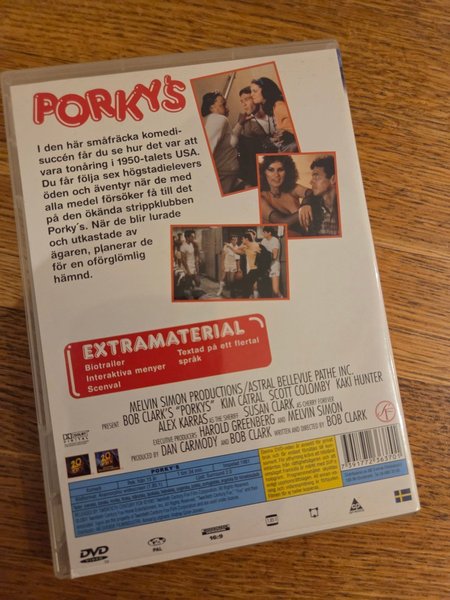 PORKY'S
I den här småfräcka komedi-
succén får du se hur det var att
vara tonåring i 1950-talets USA.
Du får följa sex högstadielevers
öden och äventyr när de med
alla medel försöker få till det
på den ökända strippklubben
Porky's. När de blir lurade
och utkastade av
ägaren, planerar de
för en oförglömlig
hämnd.
EXTRAMATERIAL
Biotrailer
Interaktiva menyer
Scenval
Textad på ett flertal
språk
MELVIN SIMON PRODUCTIONS/ASTRAL BELLEVUE PATHE INC.
PRESENT BOB CLARK'S "PORKYS" KIM CATRAL SCOTT COLOMBY KAKI HUNTER
ALEX KARRAS AS THE SHERIFF SUSAN CLARK AS CHERRY FOREVER
EXECUTIVE PRODUCERS HAROLD GREENBERG AND MELVIN SIMON
PRODUCED BY DAN CARMODY AND BOB CLARK WRITTEN AND DIRECTED BY BOB CLARK
PORKY'S
7391772363701
DVD
VIDEO
PAL
16:9